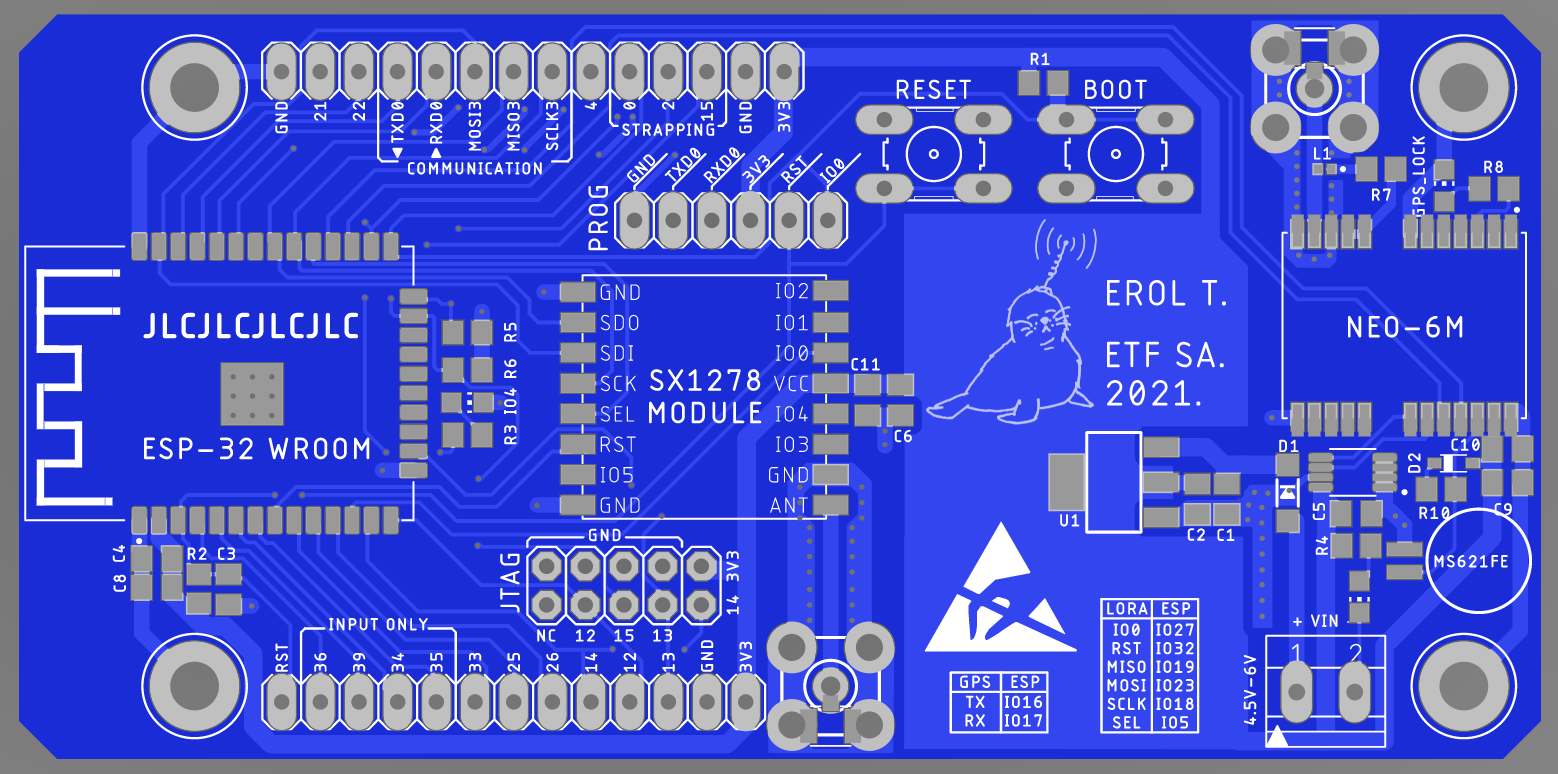 R1
RESET
BOOT
GND 21 22 TXD0 RXD0 MOSI3 MISO3 SCLK3 4 0 2 15 GND 3V3
STRAPPING
COMMUNICATION
GND TXD0 RXD0 3V3 RST IO0
PROG
L1
R7
GPS_LOCK
R8
JLCJLCJLCJLC
ESP-32 WROOM
R5
R6
IO4
R3
GND IO2
SDO IO1
SDI IO0
SCK VCC
SEL IO4
RST IO3
IO5 GND
GND ANT
SX1278
MODULE
C11
C6
EROL T.
ETF SA.
2021.
NEO-6M
U1
C2 C1
D1
D2
C10
C9
R10
C5
R4
MS621FE
C4
C8
R2 C3
GND
JTAG
3V3
14
NC 12 15 13
INPUT ONLY
RST 36 39 34 35 33 25 26 14 12 13 GND 3V3
GPS ESP
TX IO16
RX IO17
LORA ESP
IO0 IO27
RST IO32
MISO IO19
MOSI IO23
SCLK IO18
SEL IO5
+ VIN -
1 2
4.5V-6V